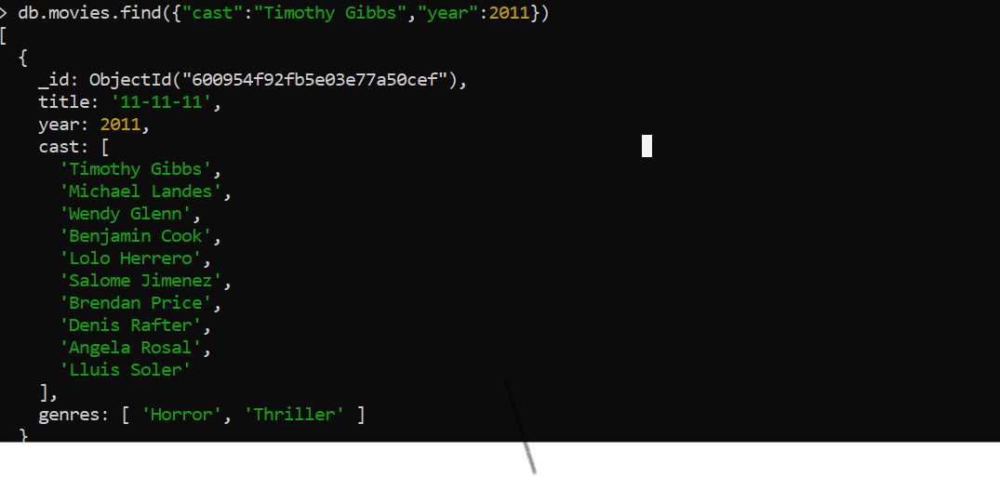 > db.movies.find({"cast":"Timothy Gibbs","year":2011})
[
  {
    _id: ObjectId("600954f92fb5e03e77a50cef"),
    title: '11-11-11',
    year: 2011,
    cast: [
      'Timothy Gibbs',
      'Michael Landes',
      'Wendy Glenn',
      'Benjamin Cook',
      'Lolo Herrero',
      'Salome Jimenez',
      'Brendan Price',
      'Denis Rafter',
      'Angela Rosal',
      'Lluis Soler'
    ],
    genres: [ 'Horror', 'Thriller' ]
  }